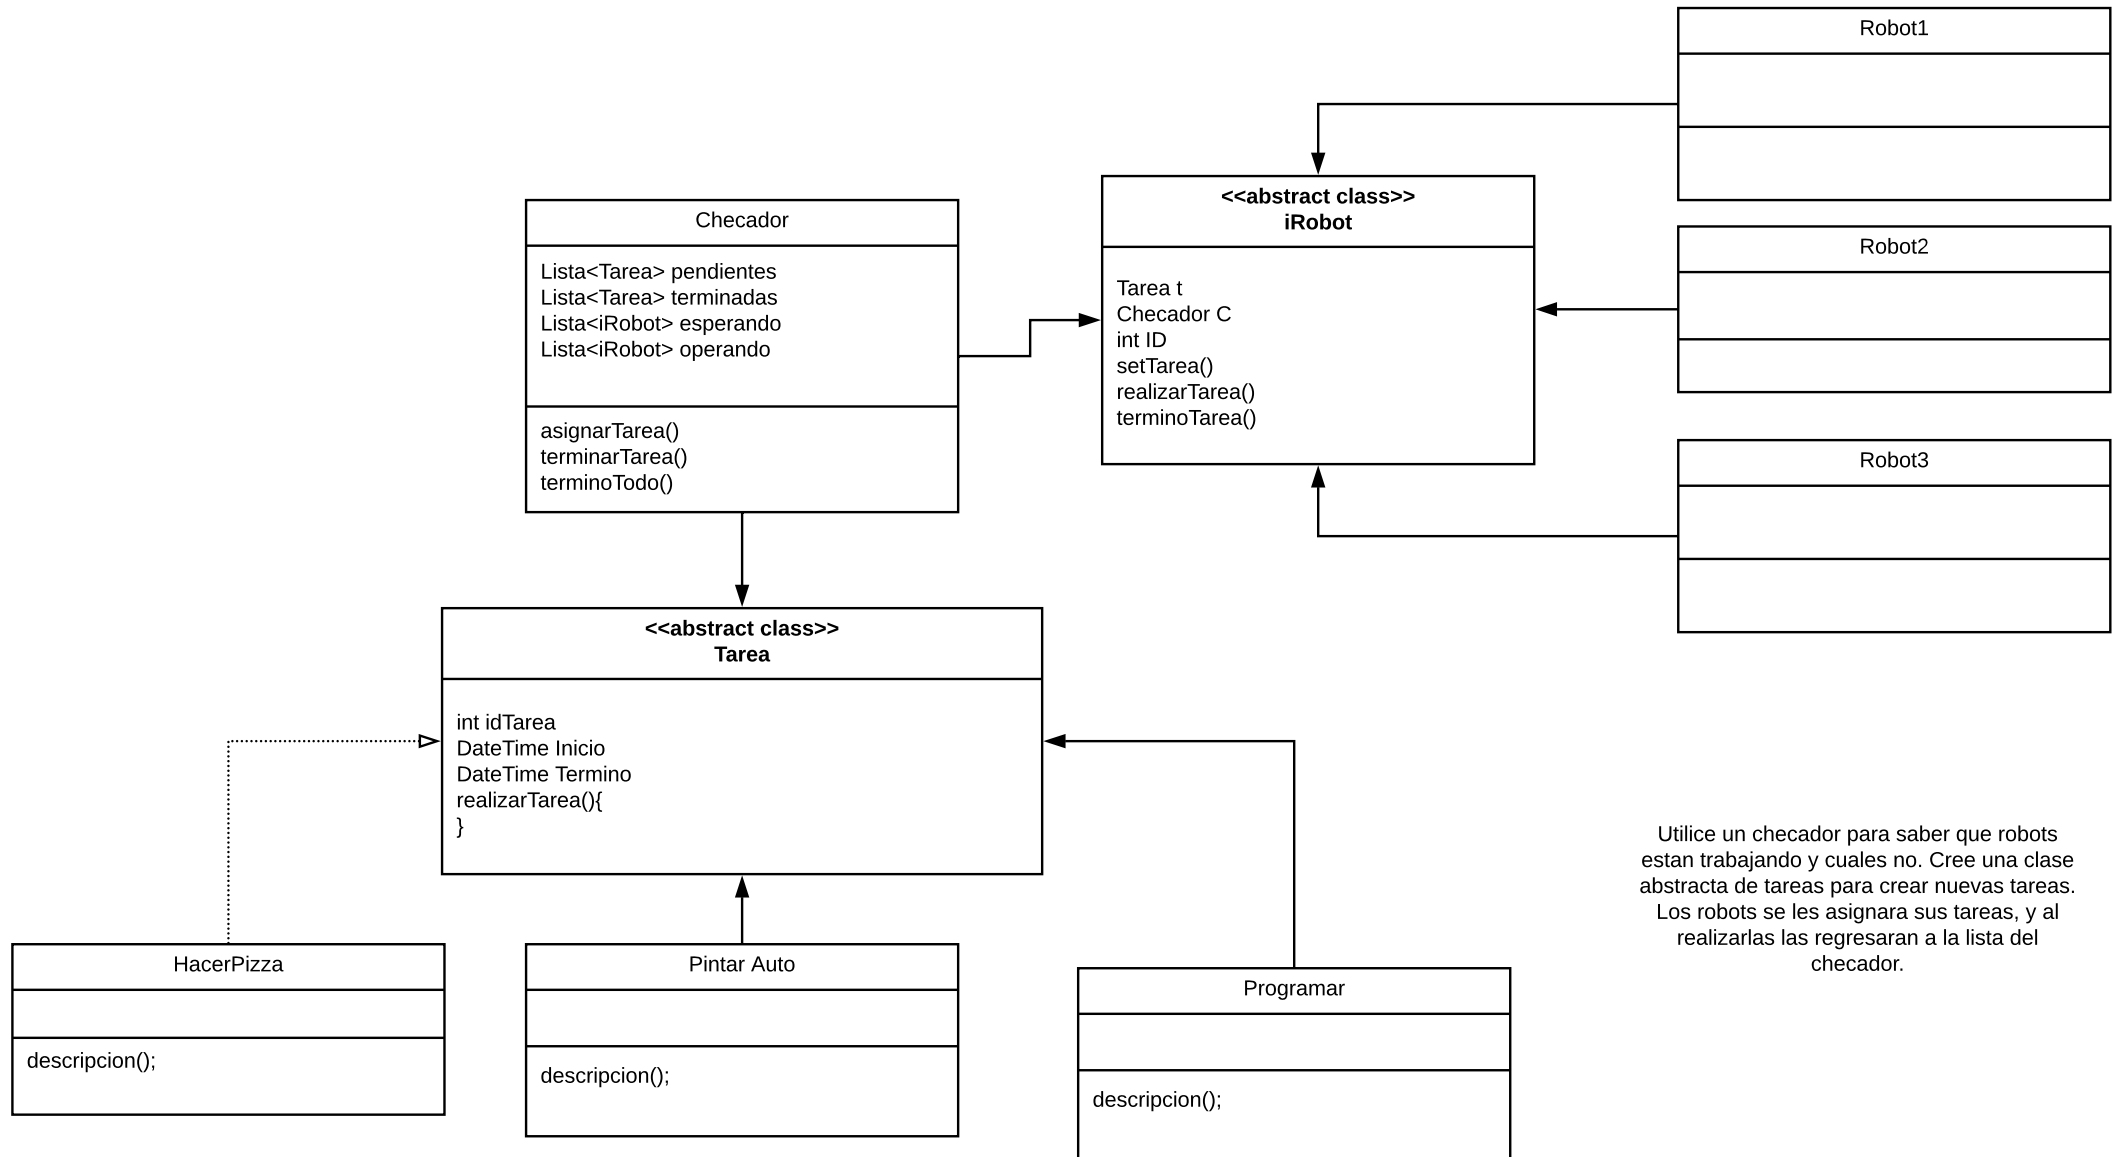 Robot1
Robot2
Robot3
<<abstract class>>
iRobot
Tarea t
Checador C
int ID
setTarea()
realizarTarea()
terminoTarea()
Checador
Lista<Tarea> pendientes
Lista<Tarea> terminadas
Lista<iRobot> esperando
Lista<iRobot> operando
asignarTarea()
terminarTarea()
terminoTodo()
<<abstract class>>
Tarea
int idTarea
DateTime Inicio
DateTime Termino
realizarTarea(){
}
HacerPizza
descripcion();
Pintar Auto
descripcion();
Programar
descripcion();
Utilice un checador para saber que robots
estan trabajando y cuales no. Cree una clase
abstracta de tareas para crear nuevas tareas.
Los robots se les asignara sus tareas, y al
realizarlas las regresaran a la lista del
checador.